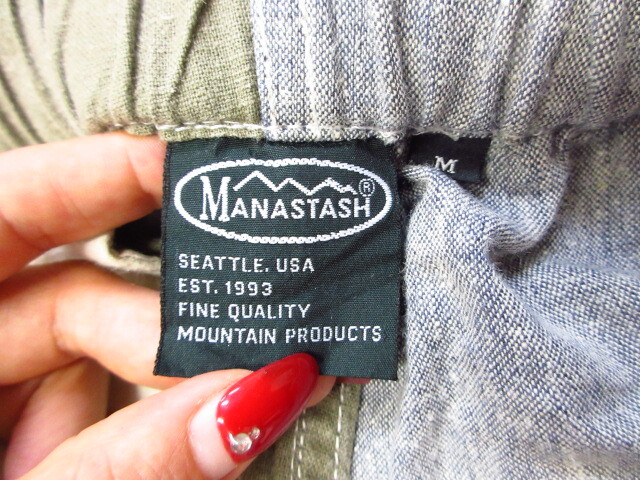 MANASTASH®
SEATTLE. USA
EST. 1993
FINE QUALITY
MOUNTAIN PRODUCTS
M